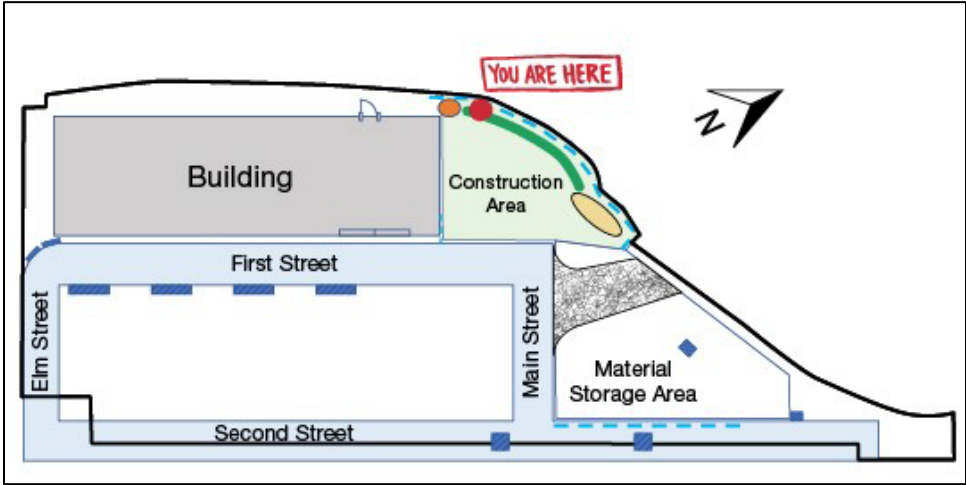 YOU ARE HERE
N
Building
Construction
Area
First Street
Elm Street
Main Street
Material
Storage Area
Second Street